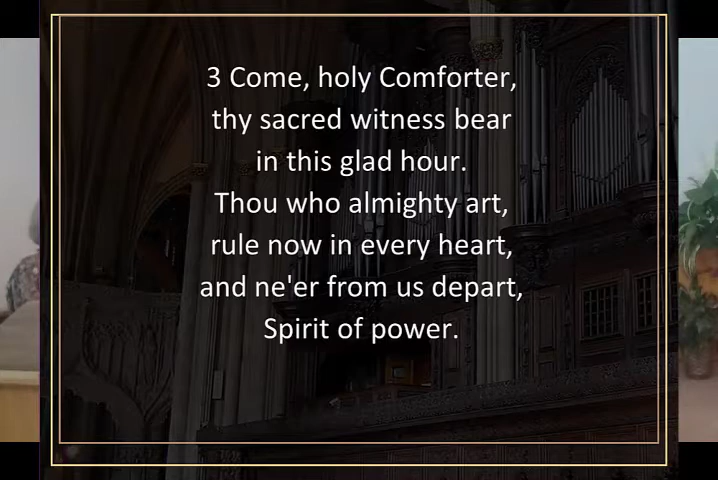 3 Come, holy Comforter,
thy sacred witness bear
in this glad hour.
Thou who almighty art,
rule now in every heart,
and ne'er from us depart,
Spirit of power.